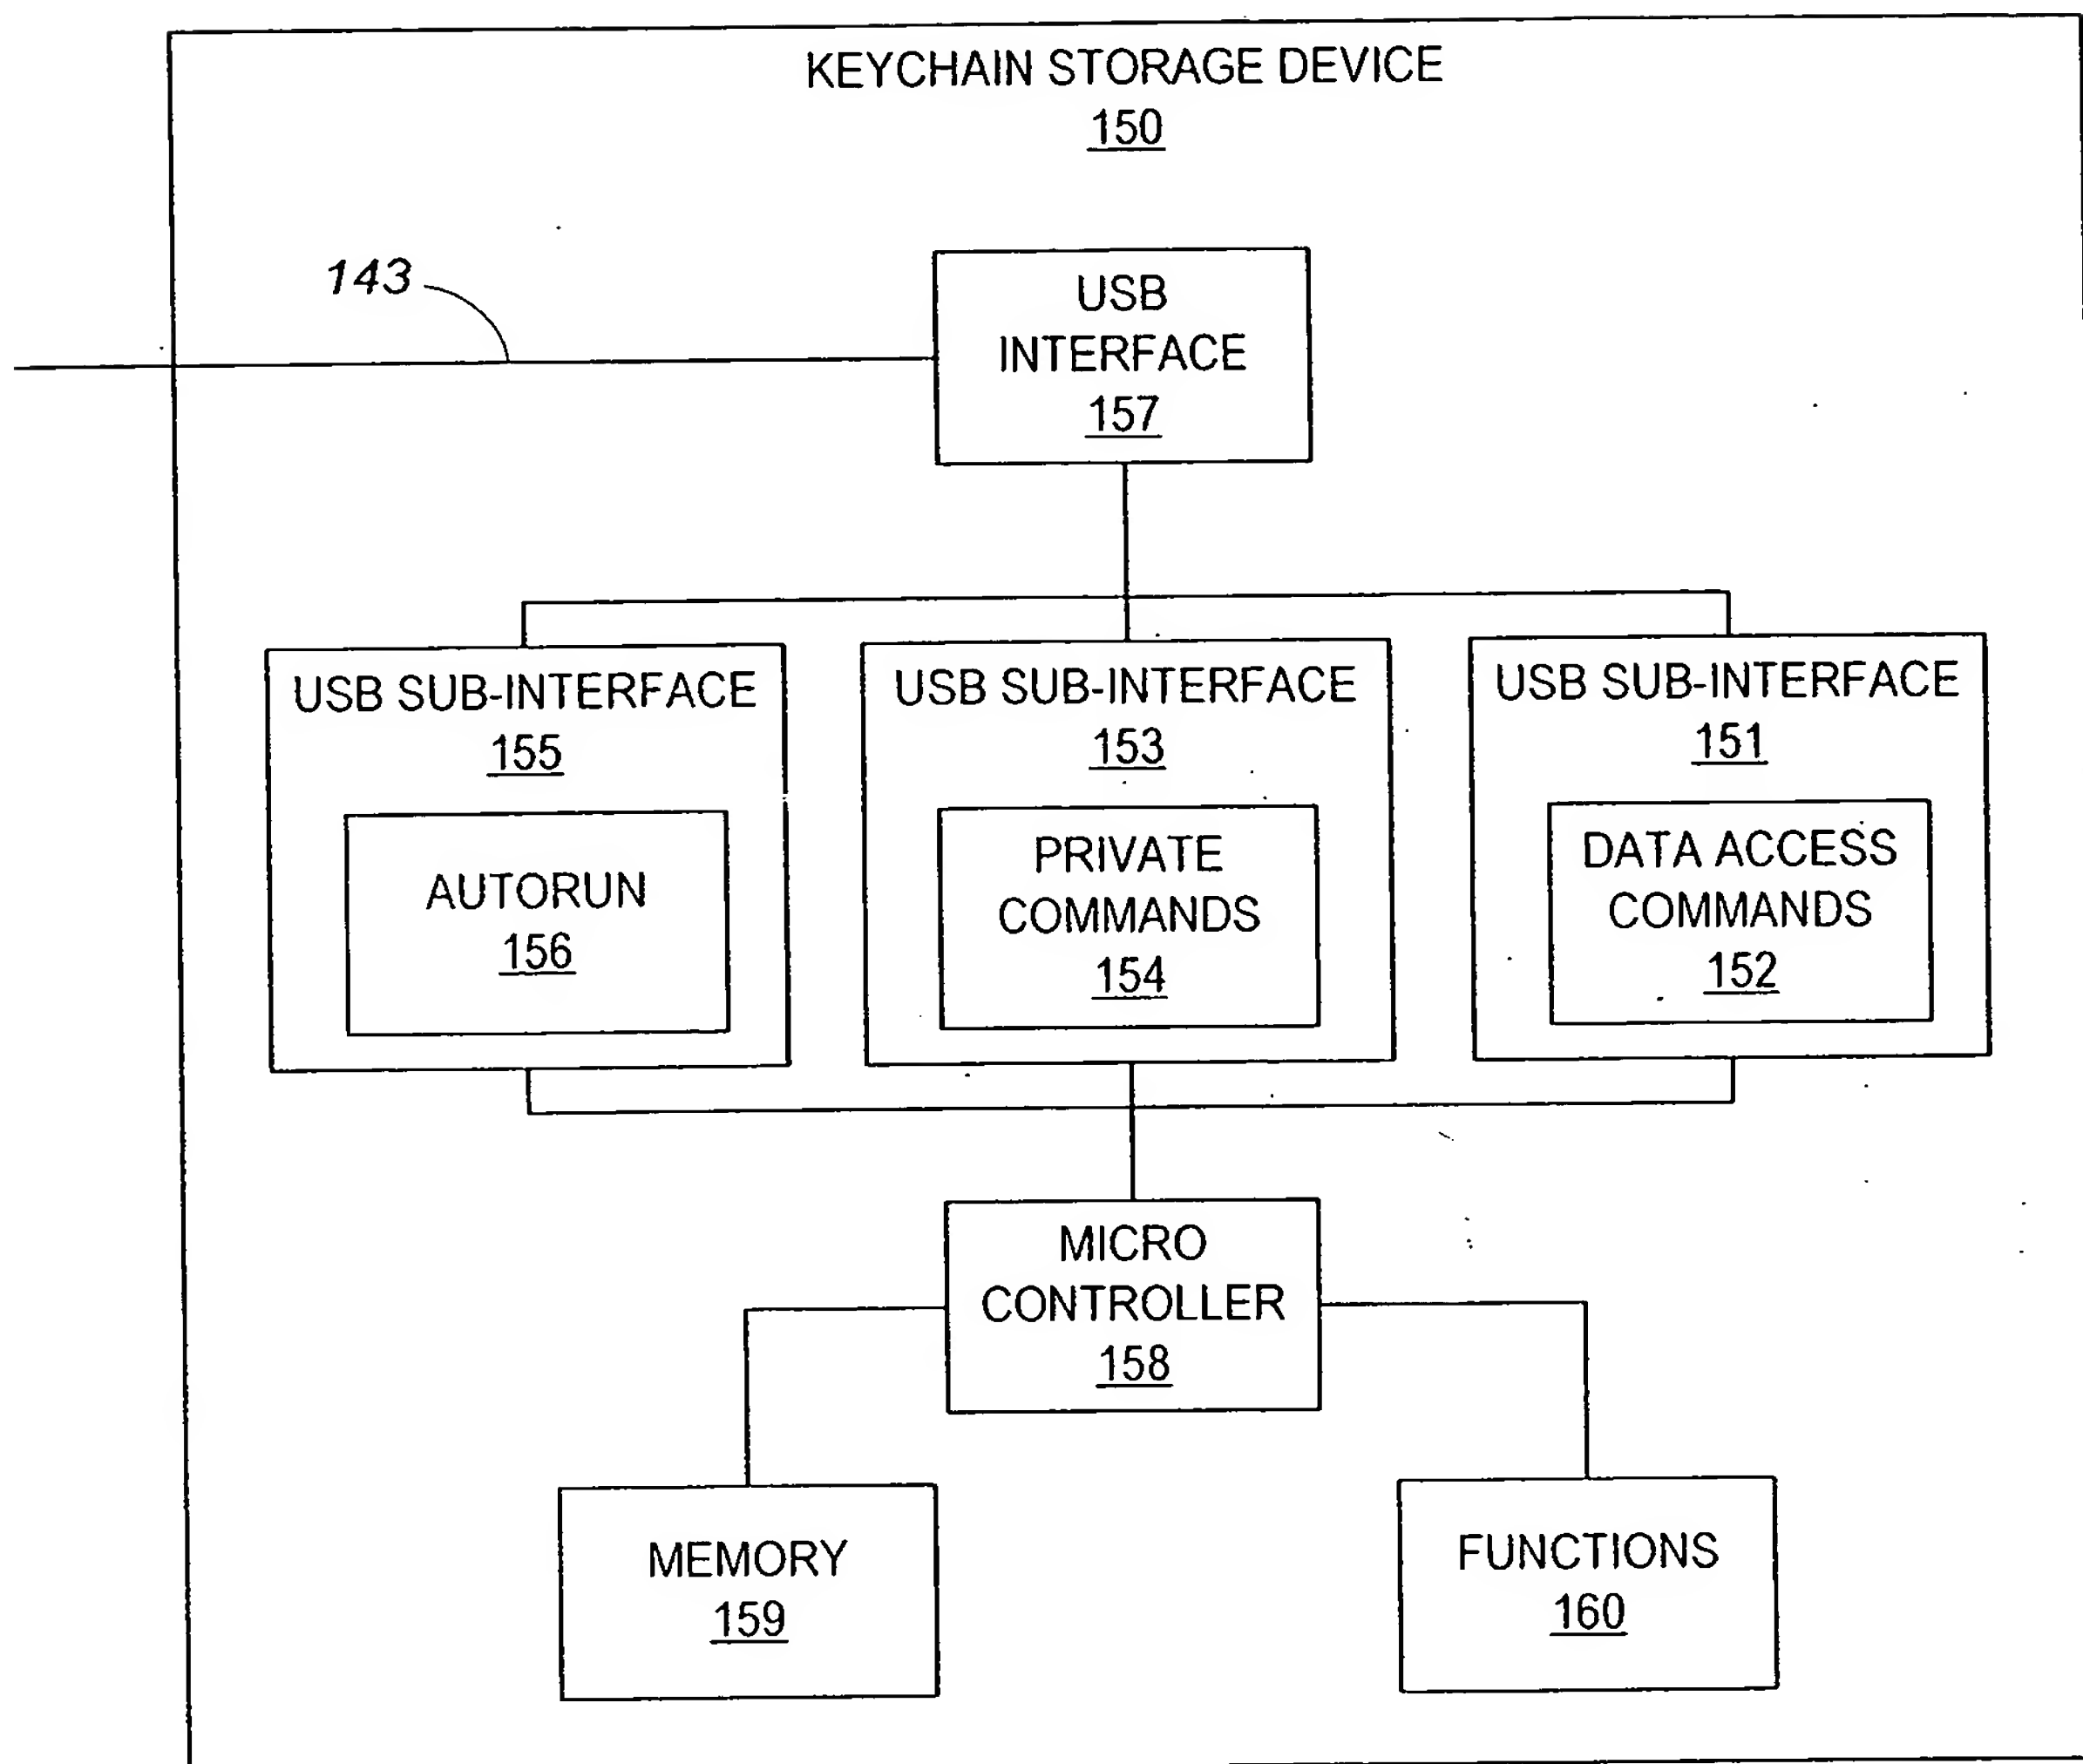 KEYCHAIN STORAGE DEVICE
150
143
USB
INTERFACE
157
USB SUB-INTERFACE
155
AUTORUN
156
USB SUB-INTERFACE
153
PRIVATE
COMMANDS
154
USB SUB-INTERFACE
151
DATA ACCESS
COMMANDS
152
MICRO
CONTROLLER
158
MEMORY
159
FUNCTIONS
160